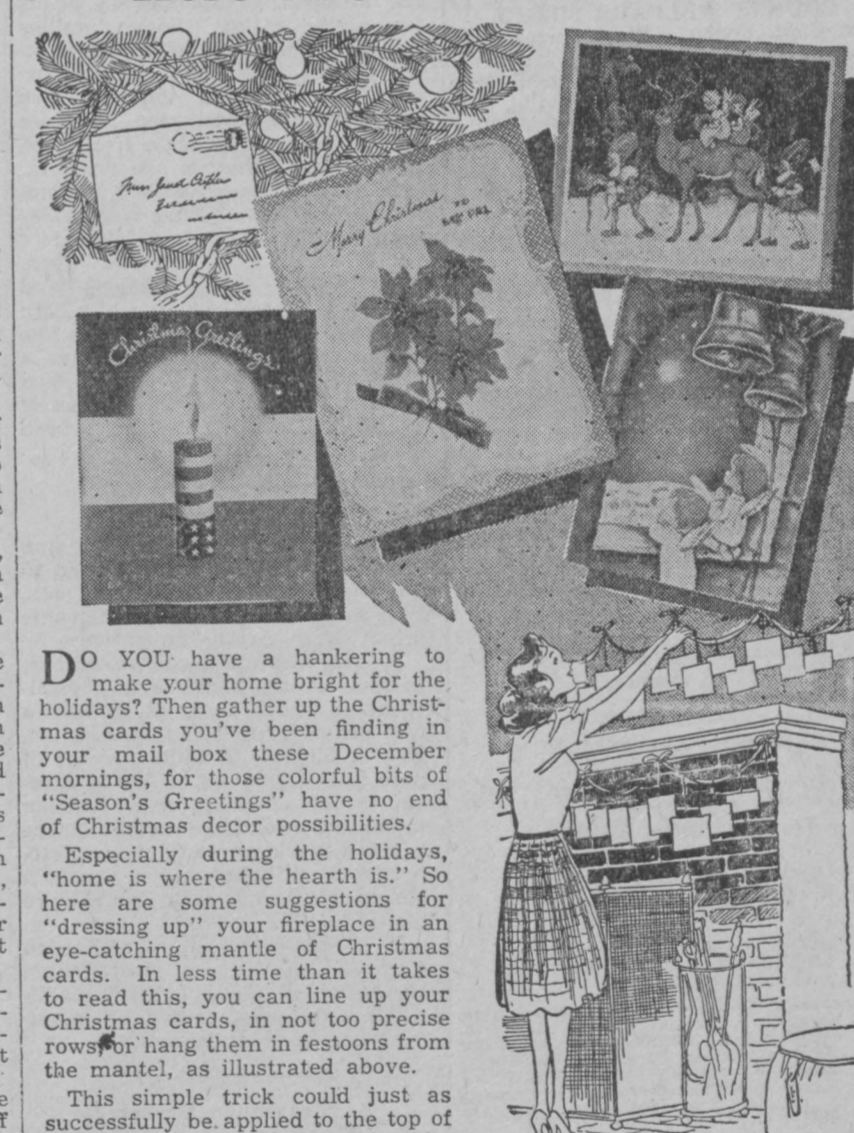 Merry Christmas
TO
Christmas Greetings
DO YOU have a hankering to
make your home bright for the
holidays? Then gather up the Christ-
mas cards you've been finding in
your mail box these December
mornings, for those colorful bits of
"Season's Greetings" have no end
of Christmas decor possibilities.
Especially during the holidays,
"home is where the hearth is." So
here are some suggestions for
"dressing up" your fireplace in an
eye-catching mantle of Christmas
cards. In less time than it takes
to read this, you can line up your
Christmas cards, in not too precise
rows, or hang them in festoons from
the mantel, as illustrated above.
This simple trick could just as
successfully be applied to the top of